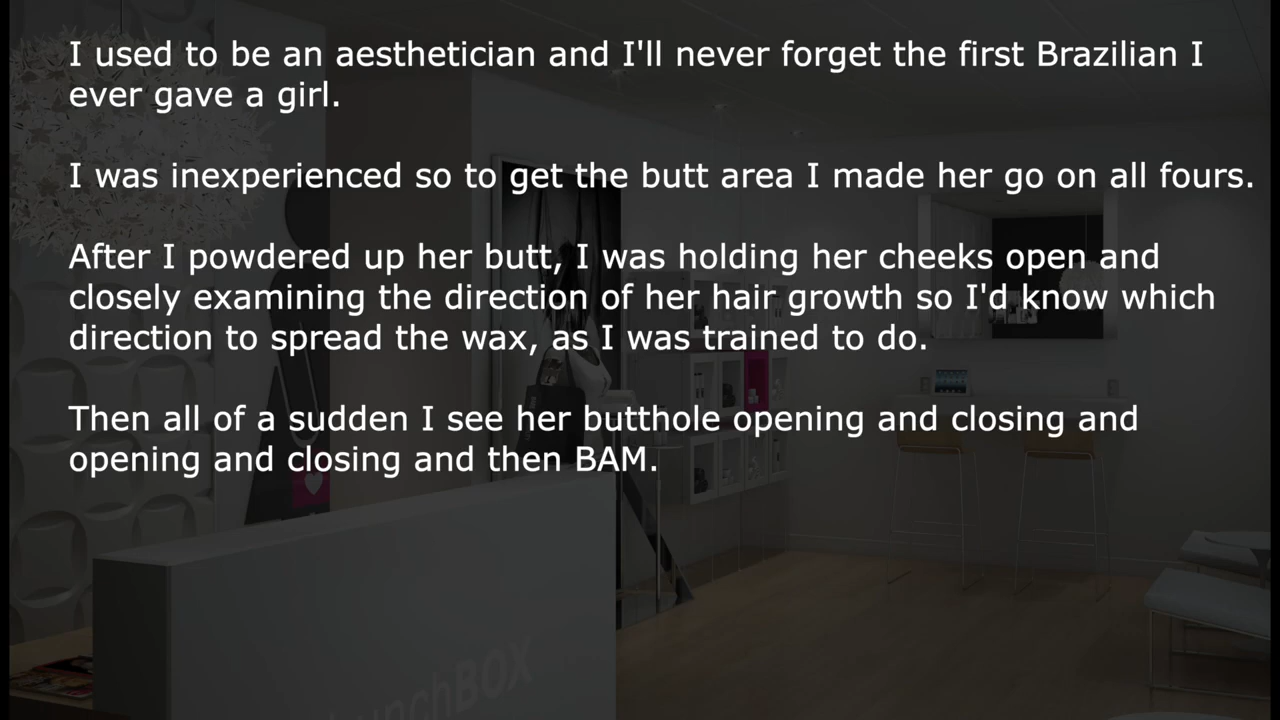 I used to be an aesthetician and I'll never forget the first Brazilian I
ever gave a girl.
I was inexperienced so to get the butt area I made her go on all fours.
After I powdered up her butt, I was holding her cheeks open and
closely examining the direction of her hair growth so I'd know which
direction to spread the wax, as I was trained to do.
Then all of a sudden I see her butthole opening and closing and
opening and closing and then BAM.